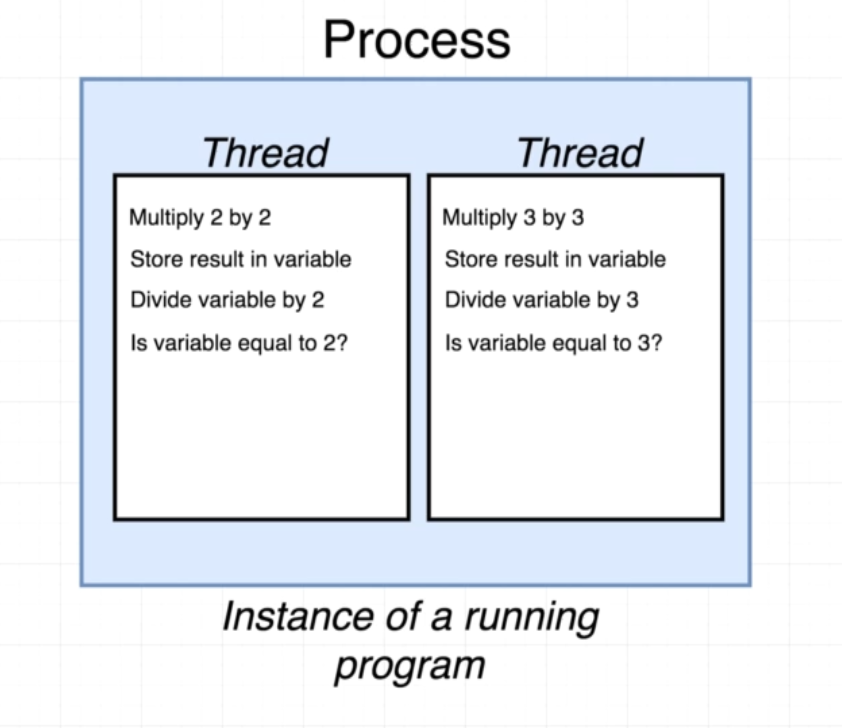 Process
Thread
Multiply 2 by 2
Store result in variable
Divide variable by 2
Is variable equal to 2?
Thread
Multiply 3 by 3
Store result in variable
Divide variable by 3
Is variable equal to 3?
Instance of a running
program